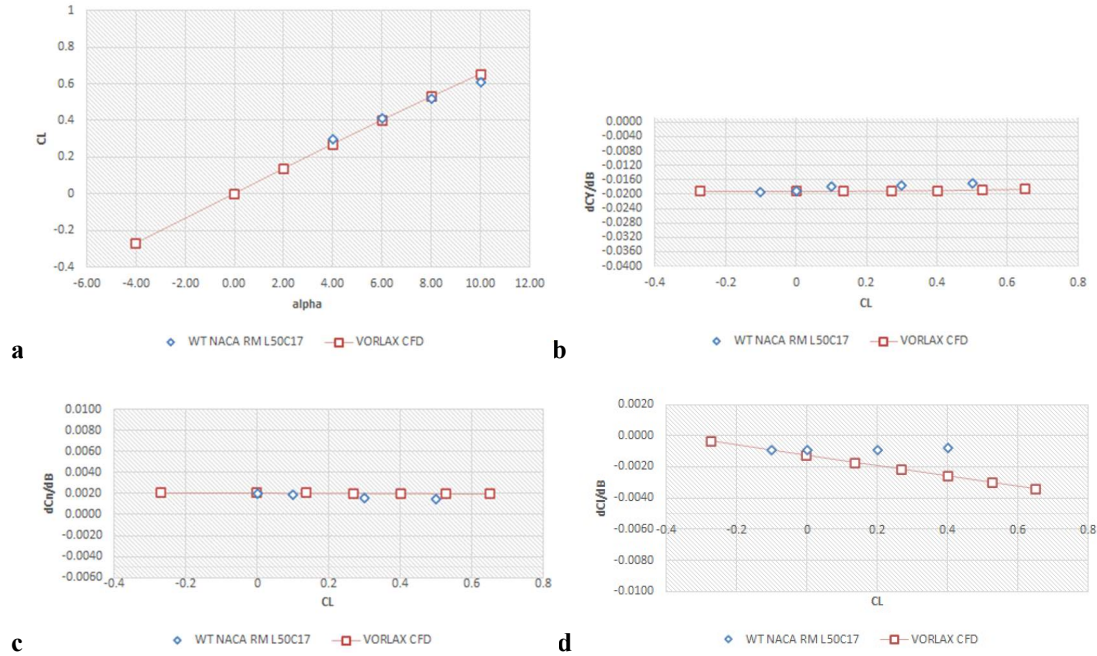 1
0.8
0.6
0.4
0.2
0
-0.2
-0.4
CL
-6.00 -4.00 -2.00 0.00 2.00 4.00 6.00 8.00 10.00 12.00
alpha
WT NACA RM L50C17 VORLAX CFD
a
0.0000
-0.0040
-0.0080
-0.0120
-0.0160
-0.0200
-0.0240
-0.0280
-0.0320
-0.0360
-0.0400
dCY/dB
-0.4 -0.2 0 0.2 0.4 0.6 0.8
CL
WT NACA RM L50C17 VORLAX CFD
b
0.0100
0.0080
0.0060
0.0040
0.0020
0.0000
-0.0020
-0.0040
-0.0060
dCn/dB
-0.4 -0.2 0 0.2 0.4 0.6 0.8
CL
WT NACA RM L50C17 VORLAX CFD
c
0.0020
0.0000
-0.0020
-0.0040
-0.0060
-0.0080
-0.0100
dCl/dB
-0.4 -0.2 0 0.2 0.4 0.6 0.8
CL
WT NACA RM L50C17 VORLAX CFD
d